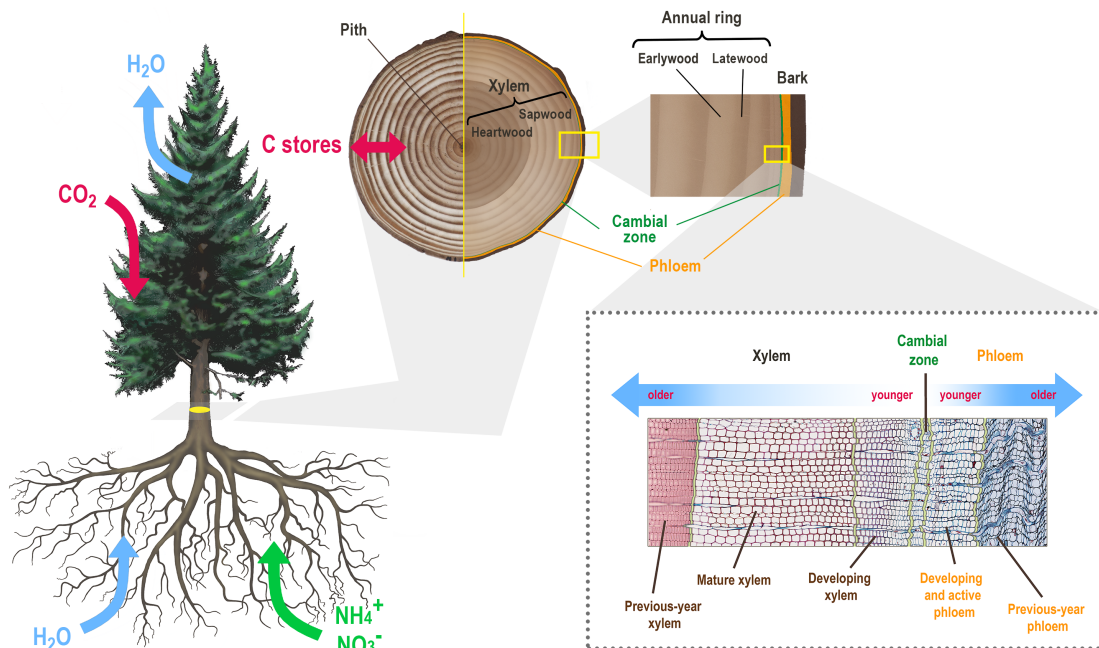 H₂O
CO₂
H₂O
NH₄⁺
NO₃⁻
Pith
Xylem
Sapwood
Heartwood
C stores
Annual ring
Earlywood
Latewood
Bark
Cambial
zone
Phloem
Xylem
Cambial
zone
Phloem
older
younger
younger
older
Previous-year
xylem
Mature xylem
Developing
xylem
Developing
and active
phloem
Previous-year
phloem